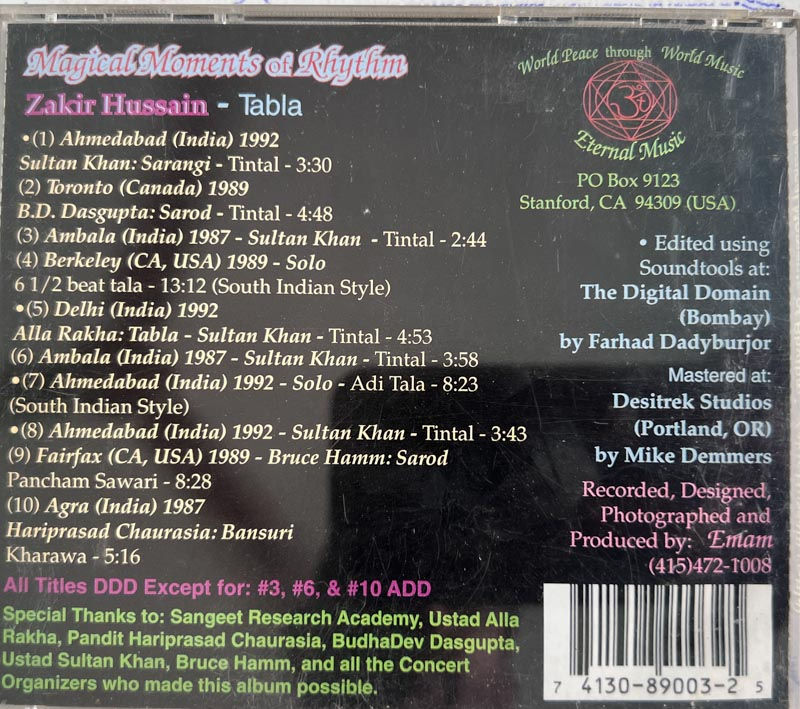 Magical Moments of Rhythm
Zakir Hussain - Tabla
•(1) Ahmedabad (India) 1992
Sultan Khan: Sarangi - Tintal - 3:30
(2) Toronto (Canada) 1989
B.D. Dasgupta: Sarod - Tintal - 4:48
(3) Ambala (India) 1987 - Sultan Khan - Tintal - 2:44
(4) Berkeley (CA, USA) 1989 - Solo
6 1/2 beat tala - 13:12 (South Indian Style)
•(5) Delhi (India) 1992
Alla Rakha: Tabla - Sultan Khan - Tintal - 4:53
(6) Ambala (India) 1987 - Sultan Khan - Tintal - 3:58
•(7) Ahmedabad (India) 1992 - Solo - Adi Tala - 8:23
(South Indian Style)
•(8) Ahmedabad (India) 1992 - Sultan Khan - Tintal - 3:43
(9) Fairfax (CA, USA) 1989 - Bruce Hamm: Sarod
Pancham Sawari - 8:28
(10) Agra (India) 1987
Hariprasad Chaurasia: Bansuri
Kharawa - 5:16
All Titles DDD Except for: #3, #6, & #10 ADD
Special Thanks to: Sangeet Research Academy, Ustad Alla
Rakha, Pandit Hariprasad Chaurasia, BudhaDev Dasgupta,
Ustad Sultan Khan, Bruce Hamm, and all the Concert
Organizers who made this album possible.
World Peace through World Music
ॐ
Eternal Music
PO Box 9123
Stanford, CA 94309 (USA)
• Edited using
Soundtools at:
The Digital Domain
(Bombay)
by Farhad Dadyburjor
Mastered at:
Desitrek Studios
(Portland, OR)
by Mike Demmers
Recorded, Designed,
Photographed and
Produced by: Emam
(415)472-1008
7 4130-89003-2 5